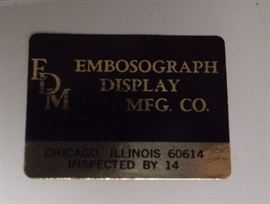 EDM
EMBOSOGRAPH
DISPLAY
MFG. CO.
CHICAGO, ILLINOIS 60614
INSPECTED BY 14